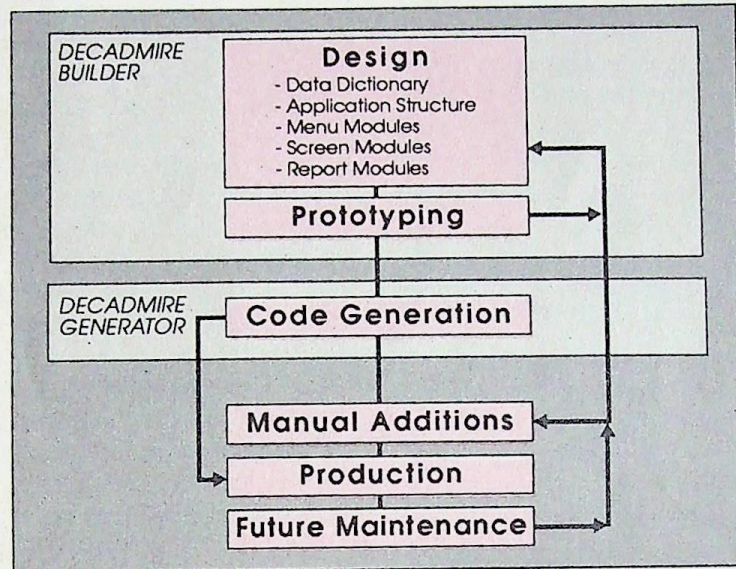 DECADMIRE
BUILDER
Design
- Data Dictionary
- Application Structure
- Menu Modules
- Screen Modules
- Report Modules
Prototyping
DECADMIRE
GENERATOR
Code Generation
Manual Additions
Production
Future Maintenance